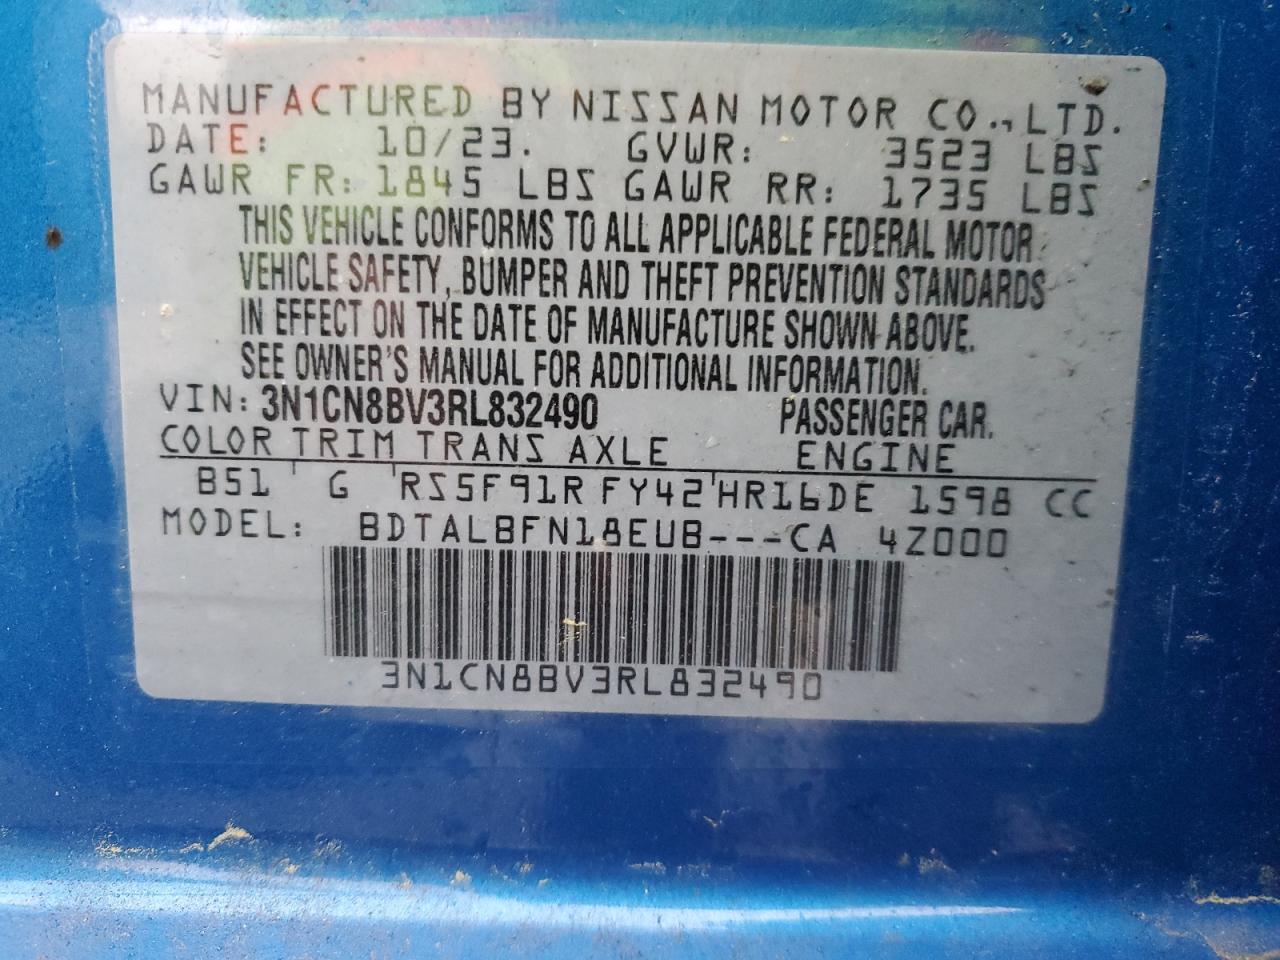 MANUFACTURED BY NISSAN MOTOR CO.,LTD.
DATE: 10/23. GVWR: 3523 LBS
GAWR FR: 1845 LBS GAWR RR: 1735 LBS
THIS VEHICLE CONFORMS TO ALL APPLICABLE FEDERAL MOTOR
VEHICLE SAFETY, BUMPER AND THEFT PREVENTION STANDARDS
IN EFFECT ON THE DATE OF MANUFACTURE SHOWN ABOVE.
SEE OWNER'S MANUAL FOR ADDITIONAL INFORMATION.
VIN: 3N1CN8BV3RL832490 PASSENGER CAR.
COLOR TRIM TRANS AXLE ENGINE
B51 ' G 'RS5F91R FY42'HR16DE 1598 CC
MODEL: BDTALBFN18EUB---CA 4Z000
3N1CN8BV3RL832490